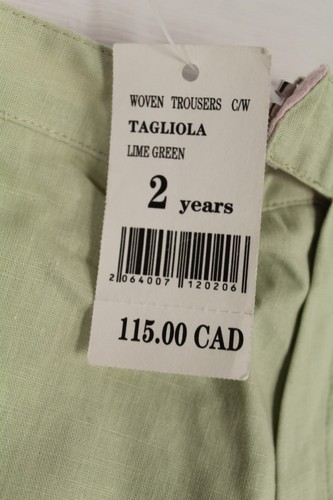 WOVEN TROUSERS C/W
TAGLIOLA
LIME GREEN
2 years
2 064007 120206
115.00 CAD